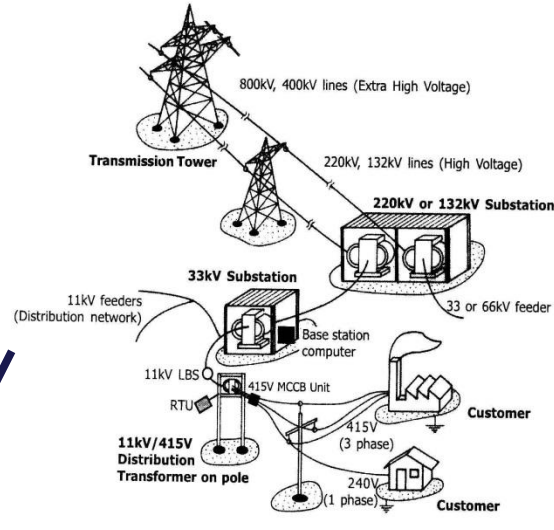 800kV, 400kV lines (Extra High Voltage)
Transmission Tower
220kV, 132kV lines (High Voltage)
220kV or 132kV Substation
33kV Substation
11kV feeders
(Distribution network)
33 or 66kV feeder
Base station
computer
11kV LBS
415V MCCB Unit
RTU
415V
(3 phase)
Customer
11kV/415V
Distribution
Transformer on pole
240V
(1 phase)
Customer